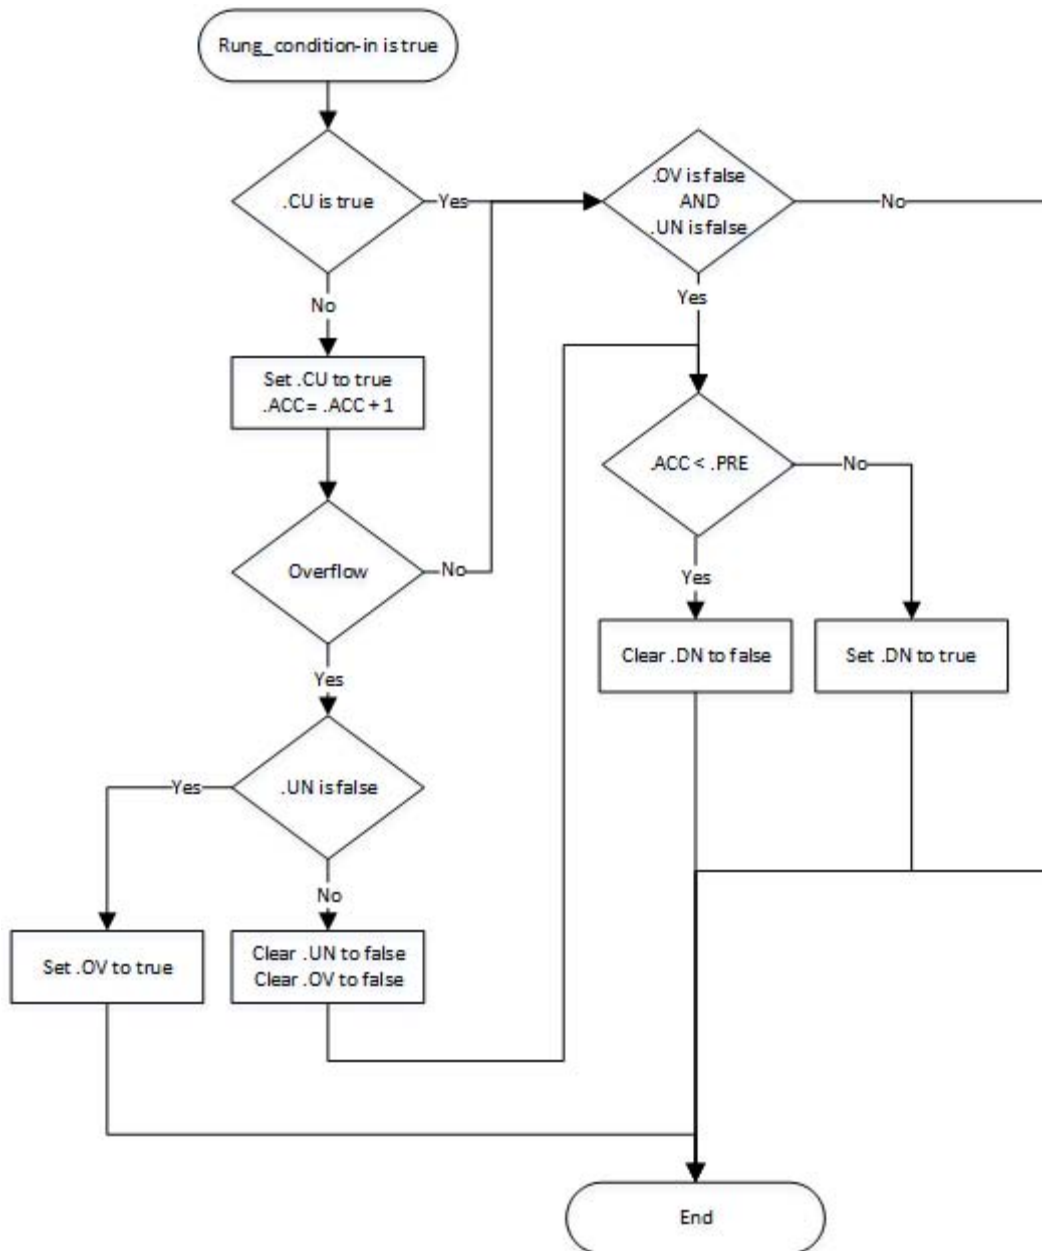 Rung_condition-in is true
.CU is true
Yes
.OV is false
AND
.UN is false
No
No
Yes
Set .CU to true
.ACC= .ACC + 1
.ACC < .PRE
No
Overflow
No
Yes
Clear .DN to false
Set .DN to true
Yes
.UN is false
Yes
No
Set .OV to true
Clear .UN to false
Clear .OV to false
End